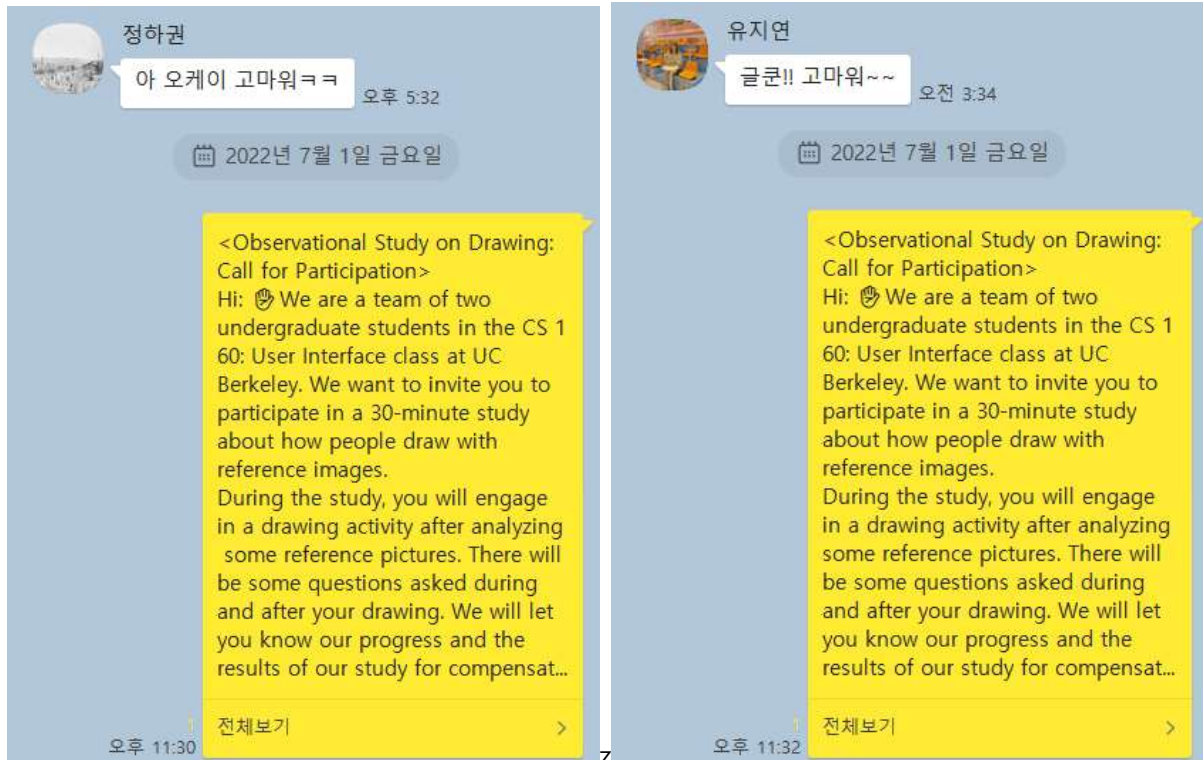 정하권
아 오케이 고마워ㅋㅋ
오후 5:32
2022년 7월 1일 금요일
<Observational Study on Drawing:
Call for Participation>
Hi: 🖐 We are a team of two
undergraduate students in the CS 1
60: User Interface class at UC
Berkeley. We want to invite you to
participate in a 30-minute study
about how people draw with
reference images.
During the study, you will engage
in a drawing activity after analyzing
some reference pictures. There will
be some questions asked during
and after your drawing. We will let
you know our progress and the
results of our study for compensat...
전체보기
1
오후 11:30
유지연
글쿤!! 고마워~~
오전 3:34
2022년 7월 1일 금요일
<Observational Study on Drawing:
Call for Participation>
Hi: 🖐 We are a team of two
undergraduate students in the CS 1
60: User Interface class at UC
Berkeley. We want to invite you to
participate in a 30-minute study
about how people draw with
reference images.
During the study, you will engage
in a drawing activity after analyzing
some reference pictures. There will
be some questions asked during
and after your drawing. We will let
you know our progress and the
results of our study for compensat...
전체보기
1
오후 11:32